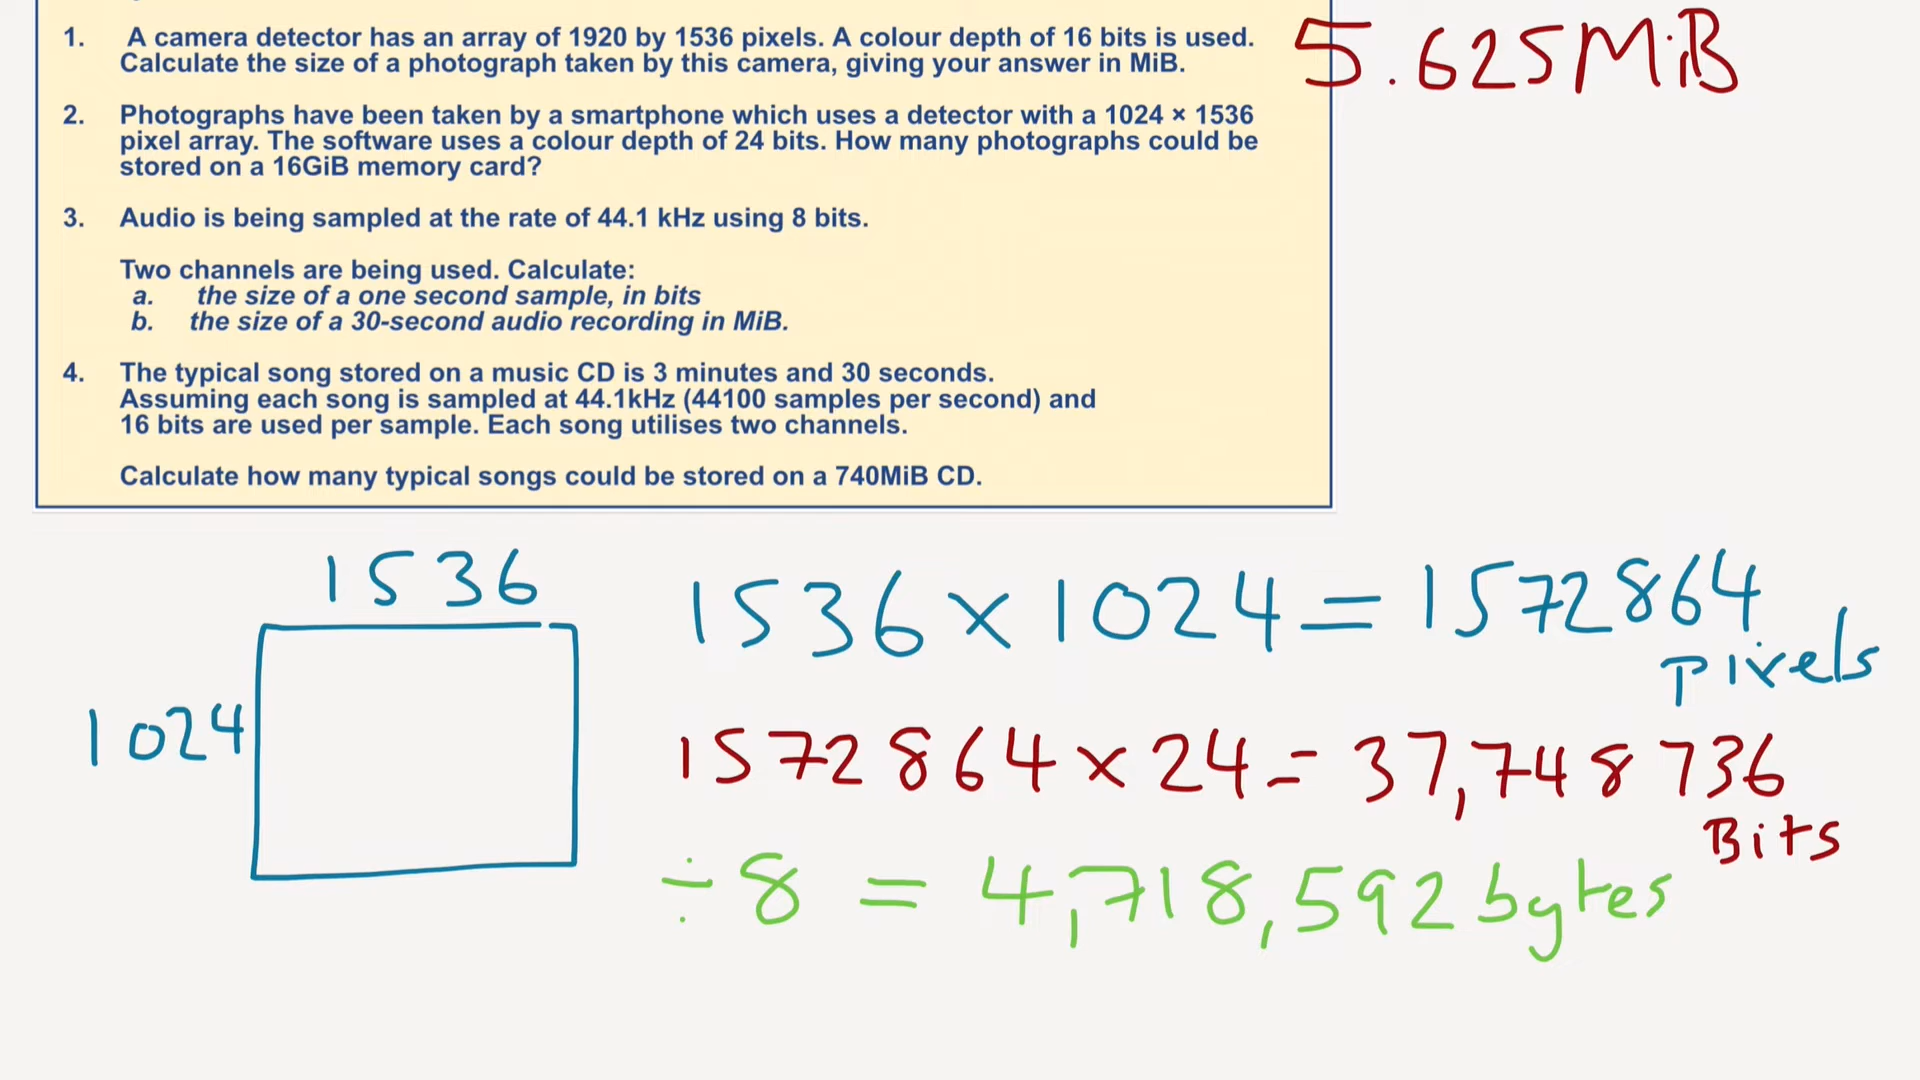 1. A camera detector has an array of 1920 by 1536 pixels. A colour depth of 16 bits is used.
Calculate the size of a photograph taken by this camera, giving your answer in MiB.
5.625MiB
2. Photographs have been taken by a smartphone which uses a detector with a 1024 × 1536
pixel array. The software uses a colour depth of 24 bits. How many photographs could be
stored on a 16GiB memory card?
3. Audio is being sampled at the rate of 44.1 kHz using 8 bits.
Two channels are being used. Calculate:
a. the size of a one second sample, in bits
b. the size of a 30-second audio recording in MiB.
4. The typical song stored on a music CD is 3 minutes and 30 seconds.
Assuming each song is sampled at 44.1kHz (44100 samples per second) and
16 bits are used per sample. Each song utilises two channels.
Calculate how many typical songs could be stored on a 740MiB CD.
1536
1024
1536 × 1024 = 1572864
pixels
1572864 × 24 = 37,748 736
Bits
÷ 8 = 4,718,592 bytes